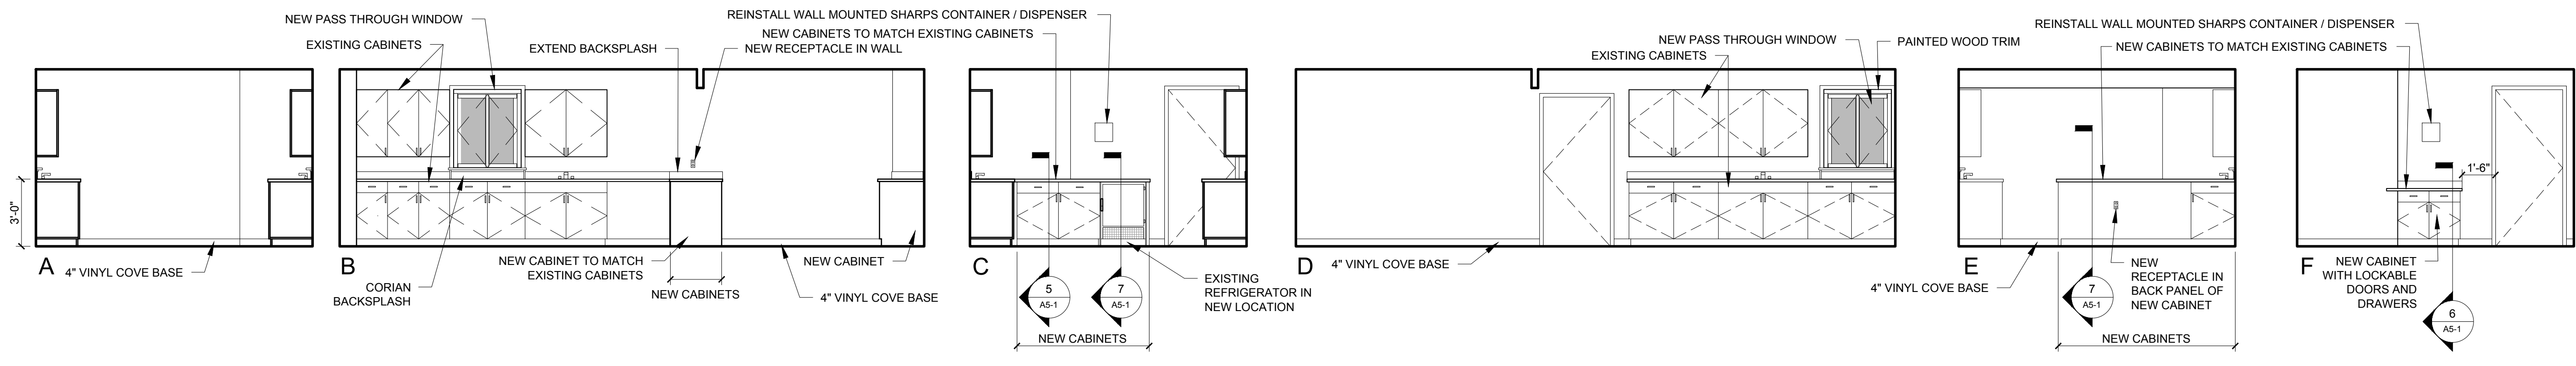 NEW PASS THROUGH WINDOW
EXISTING CABINETS
EXTEND BACKSPLASH
REINSTALL WALL MOUNTED SHARPS CONTAINER / DISPENSER
NEW CABINETS TO MATCH EXISTING CABINETS
NEW RECEPTACLE IN WALL
NEW PASS THROUGH WINDOW
EXISTING CABINETS
PAINTED WOOD TRIM
REINSTALL WALL MOUNTED SHARPS CONTAINER / DISPENSER
NEW CABINETS TO MATCH EXISTING CABINETS
3'-0"
1'-6"
A
4" VINYL COVE BASE
B
CORIAN
BACKSPLASH
NEW CABINET TO MATCH
EXISTING CABINETS
NEW CABINETS
4" VINYL COVE BASE
NEW CABINET
C
5
A5-1
7
A5-1
NEW CABINETS
EXISTING
REFRIGERATOR IN
NEW LOCATION
D
4" VINYL COVE BASE
E
4" VINYL COVE BASE
7
A5-1
NEW
RECEPTACLE IN
BACK PANEL OF
NEW CABINET
NEW CABINETS
F
NEW CABINET
WITH LOCKABLE
DOORS AND
DRAWERS
6
A5-1